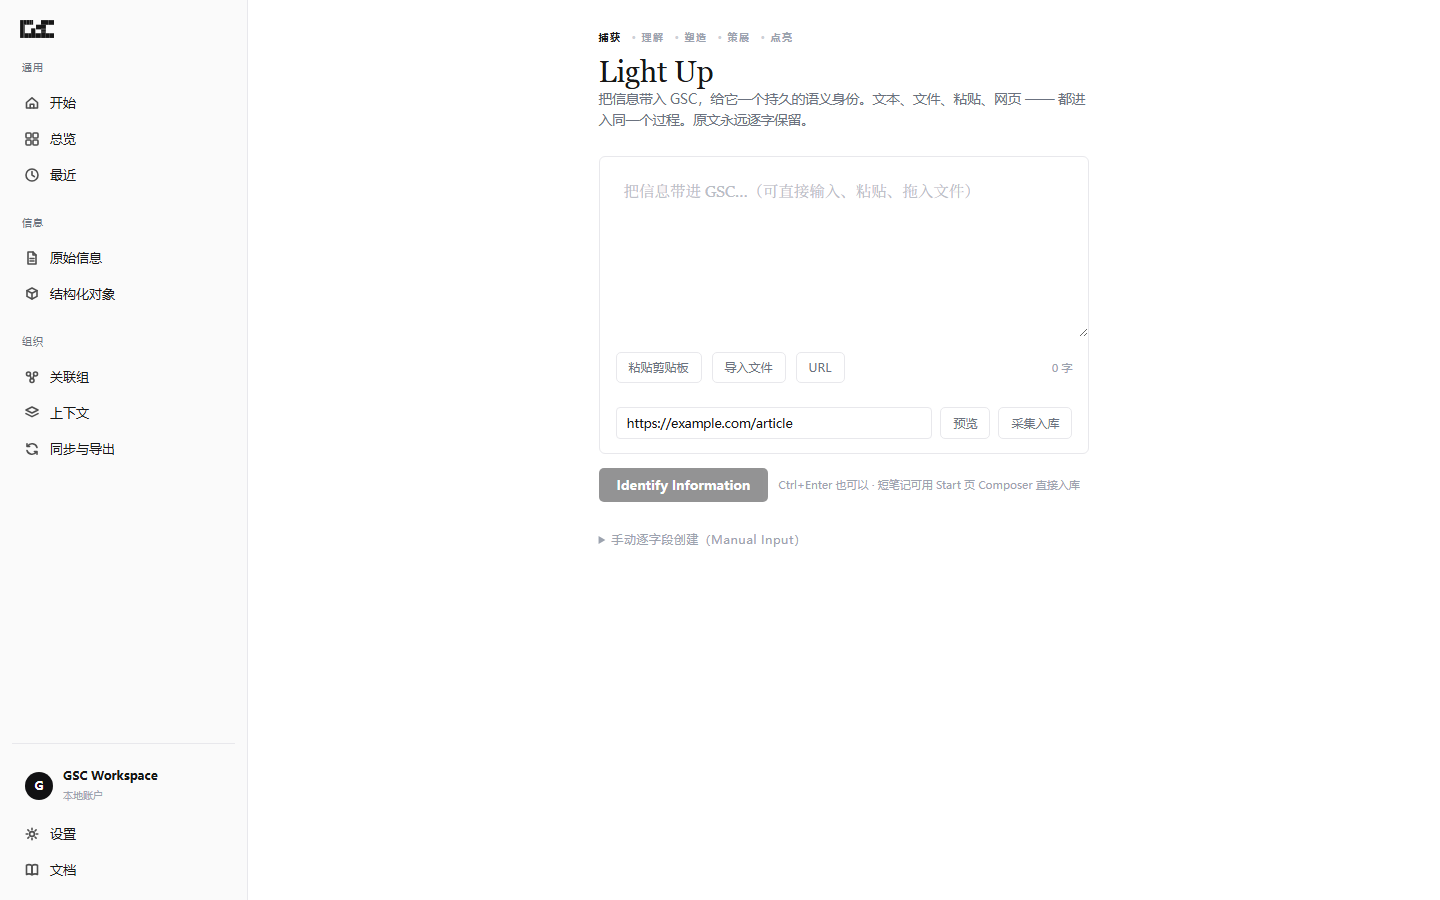 GSC
通用
开始
总览
最近
信息
原始信息
结构化对象
组织
关联组
上下文
同步与导出
G
GSC Workspace
本地账户
设置
文档
捕获 • 理解 • 塑造 • 策展 • 点亮
Light Up
把信息带入 GSC，给它一个持久的语义身份。文本、文件、粘贴、网页 —— 都进
入同一个过程。原文永远逐字保留。
把信息带进 GSC...（可直接输入、粘贴、拖入文件）
粘贴剪贴板 导入文件 URL 0 字
https://example.com/article 预览 采集入库
Identify Information Ctrl+Enter 也可以 · 短笔记可用 Start 页 Composer 直接入库
▶ 手动逐字段创建（Manual Input）